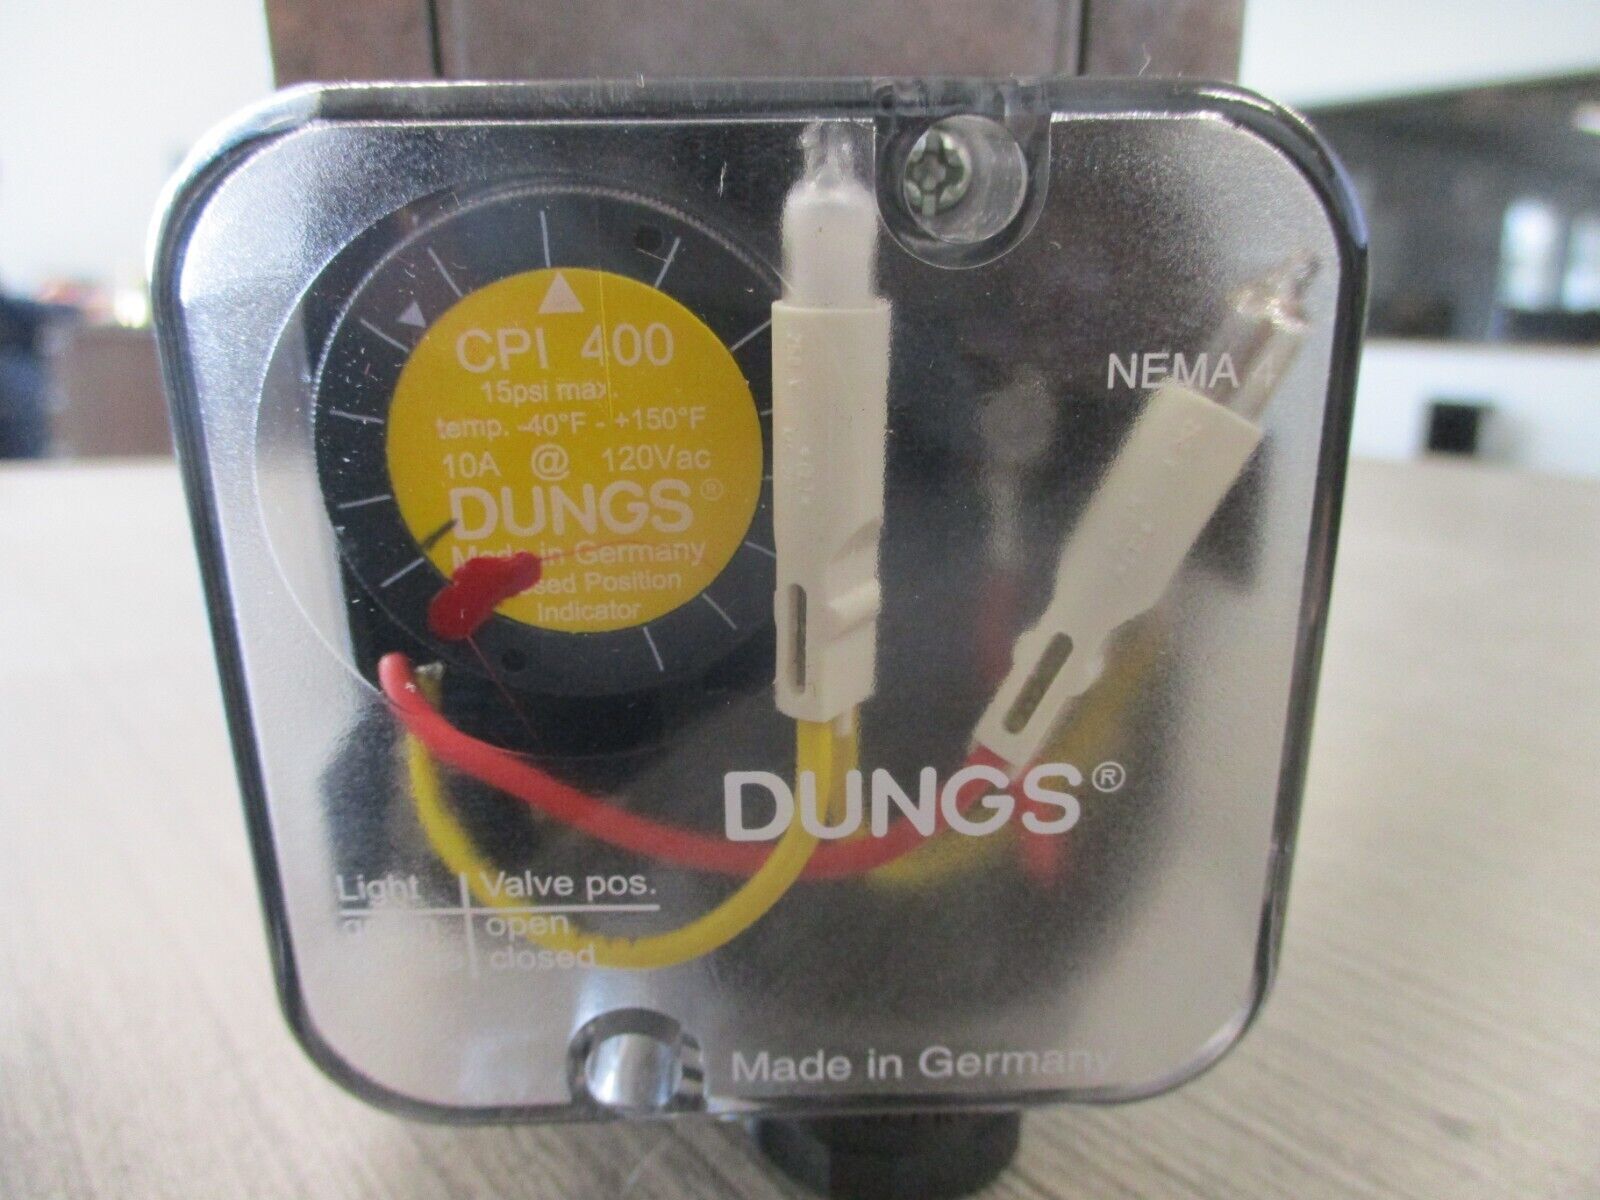 CPI 400
15psi max.
temp. -40°F - +150°F
10A @ 120Vac
DUNGS®
Made in Germany
Position
Indicator
NEMA 4
DUNGS®
Light Valve pos.
open
closed
Made in Germany